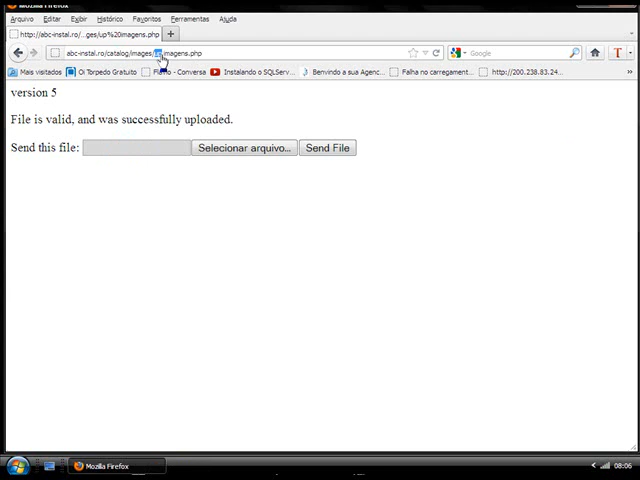 Mozilla Firefox
Arquivo Editar Exibir Histórico Favoritos Ferramentas Ajuda
http://abc-instal.ro/...ges/up%20imagens.php
abc-instal.ro/catalog/images/up imagens.php Google
Mais visitados Oi Torpedo Gratuito Flavio - Conversa Instalando o SQLServ... Benvindo a sua Agenc... Falha no carregament... http://200.238.83.24...
version 5
File is valid, and was successfully uploaded.
Send this file: Selecionar arquivo... Send File
Mozilla Firefox 08:06